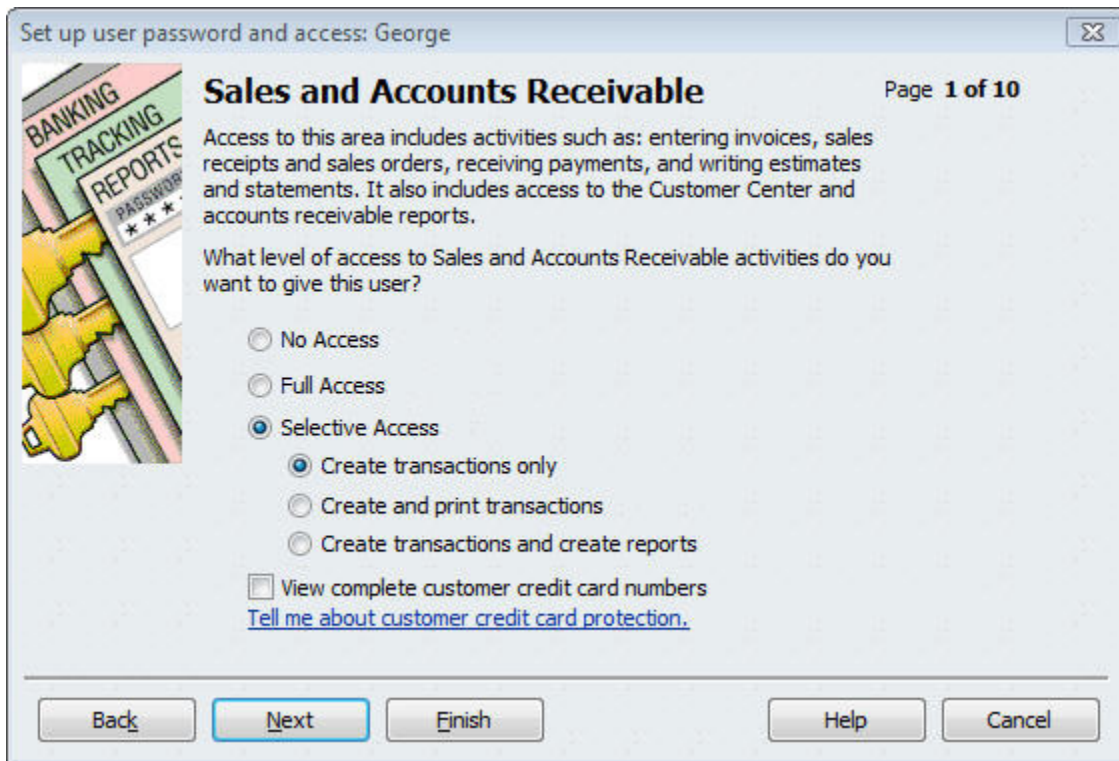 Set up user password and access: George
BANKING
TRACKING
REPORTS
PASSWOR
****
Sales and Accounts Receivable
Page 1 of 10
Access to this area includes activities such as: entering invoices, sales
receipts and sales orders, receiving payments, and writing estimates
and statements. It also includes access to the Customer Center and
accounts receivable reports.
What level of access to Sales and Accounts Receivable activities do you
want to give this user?
No Access
Full Access
Selective Access
Create transactions only
Create and print transactions
Create transactions and create reports
View complete customer credit card numbers
Tell me about customer credit card protection.
Back
Next
Finish
Help
Cancel